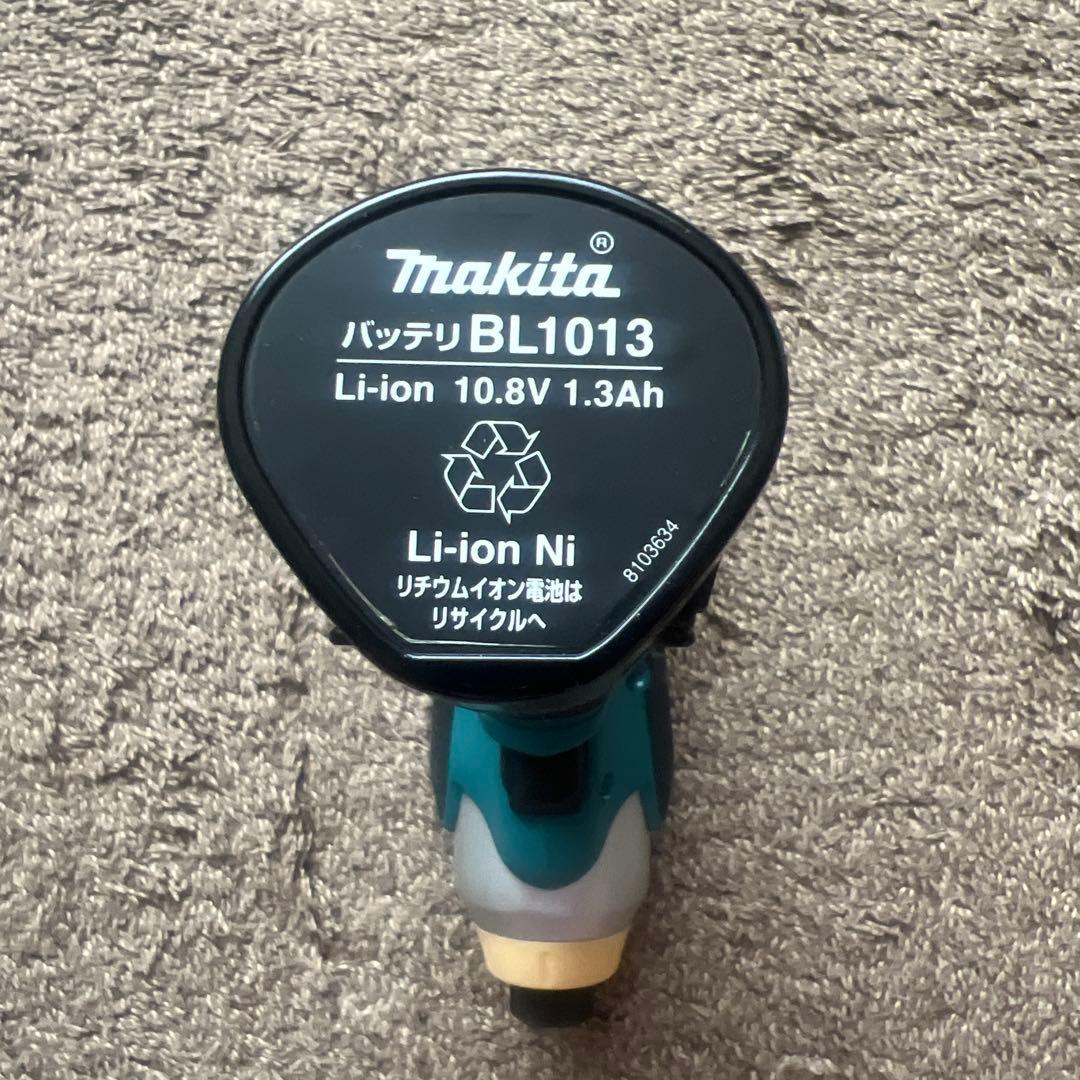 makita®
バッテリ BL1013
Li-ion 10.8V 1.3Ah
Li-ion Ni
リチウムイオン電池は
リサイクルへ
8103634